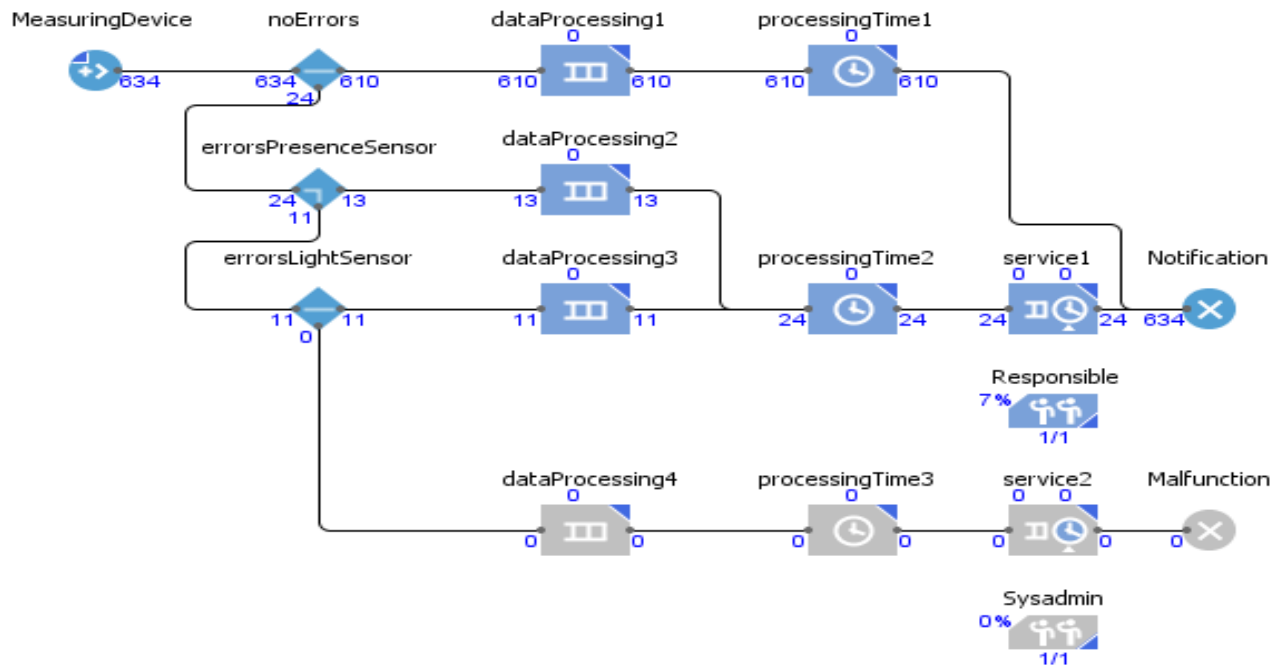 MeasuringDevice noErrors dataProcessing1 processingTime1
0 0
634 634 610 610 610 610 610
24
errorsPresenceSensor dataProcessing2
0
24 13 13 13
11
errorsLightSensor dataProcessing3 processingTime2 service1 Notification
0 0 0 0
11 11 11 11 24 24 24 24 634
0
Responsible
7%
1/1
dataProcessing4 processingTime3 service2 Malfunction
0 0 0 0
0 0 0 0 0 0 0
Sysadmin
0%
1/1